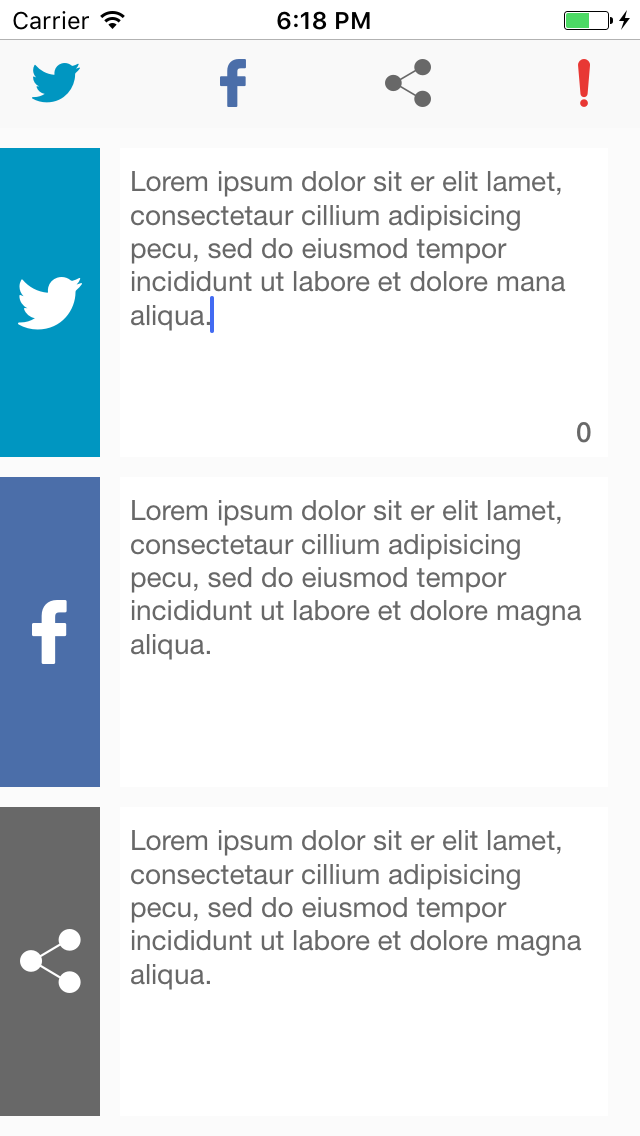 Carrier 6:18 PM
Lorem ipsum dolor sit er elit lamet,
consectetaur cillium adipisicing
pecu, sed do eiusmod tempor
incididunt ut labore et dolore mana
aliqua.
0
Lorem ipsum dolor sit er elit lamet,
consectetaur cillium adipisicing
pecu, sed do eiusmod tempor
incididunt ut labore et dolore magna
aliqua.
Lorem ipsum dolor sit er elit lamet,
consectetaur cillium adipisicing
pecu, sed do eiusmod tempor
incididunt ut labore et dolore magna
aliqua.